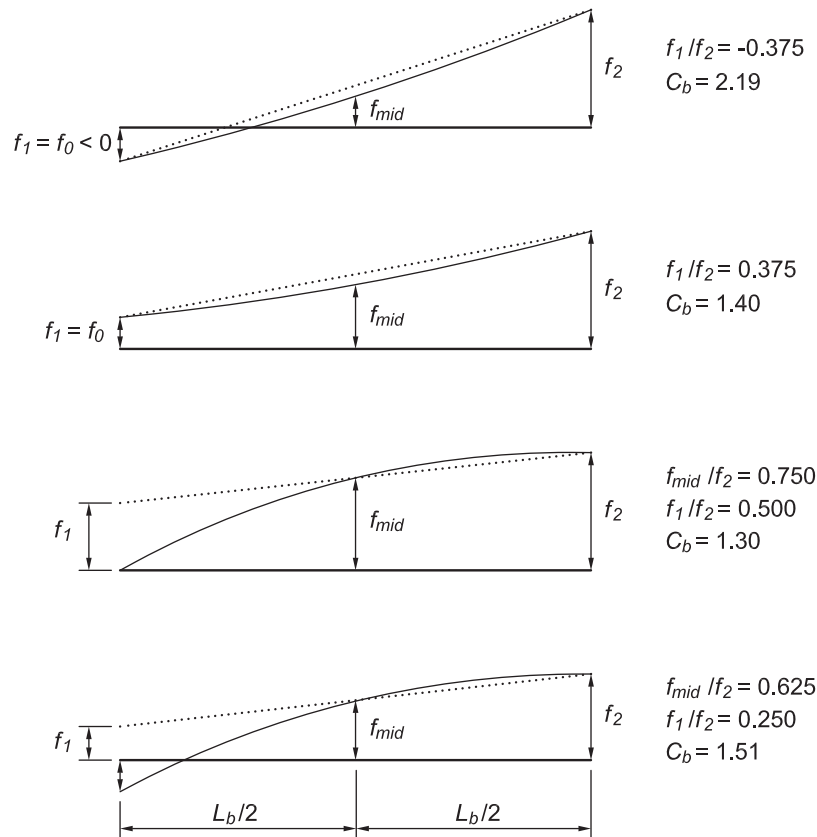 f1/f2 = -0.375
f2
Cb = 2.19
fmid
f1 = f0 < 0
f1/f2 = 0.375
f2
Cb = 1.40
fmid
f1 = f0
fmid/f2 = 0.750
f1/f2 = 0.500
f1
fmid
f2
Cb = 1.30
fmid/f2 = 0.625
f1/f2 = 0.250
f1
fmid
f2
Cb = 1.51
Lb/2
Lb/2